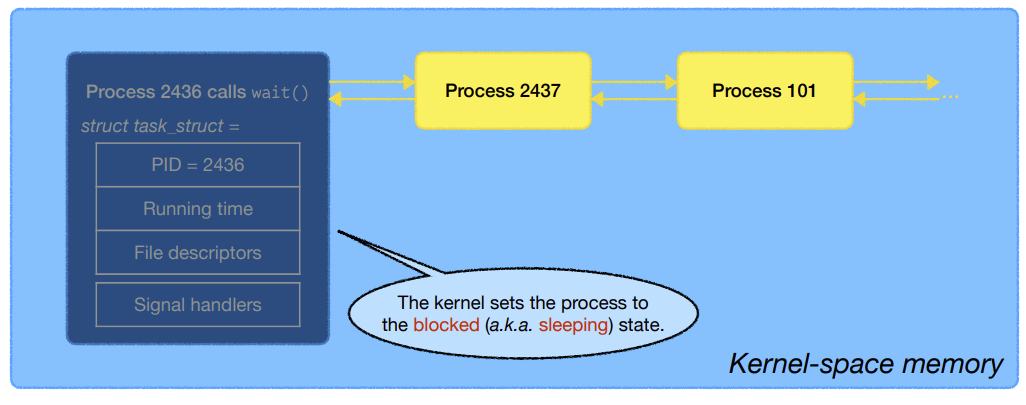 Process 2436 calls wait()
struct task_struct =
PID = 2436
Running time
File descriptors
Signal handlers
Process 2437
Process 101
...
The kernel sets the process to
the blocked (a.k.a. sleeping) state.
Kernel-space memory